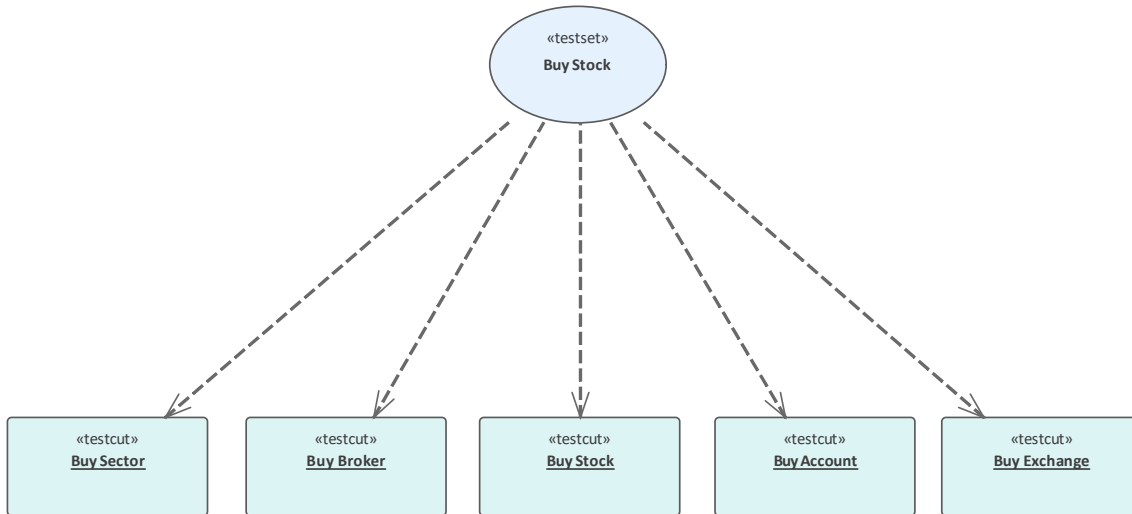 «testset»
Buy Stock
«testcut»
Buy Sector
«testcut»
Buy Broker
«testcut»
Buy Stock
«testcut»
Buy Account
«testcut»
Buy Exchange